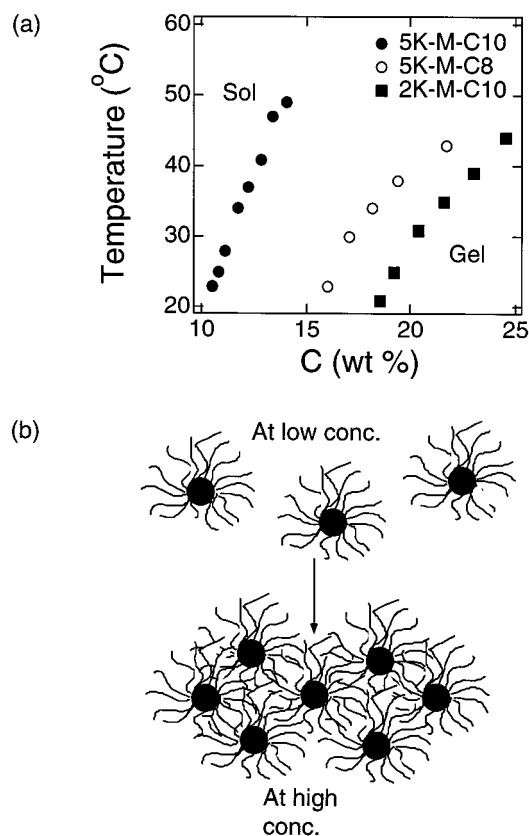 (a)
60
50
40
30
20
Temperature (°C)
Sol
● 5K-M-C10
○ 5K-M-C8
■ 2K-M-C10
Gel
10
15
20
25
C (wt %)
(b)
At low conc.
At high
conc.